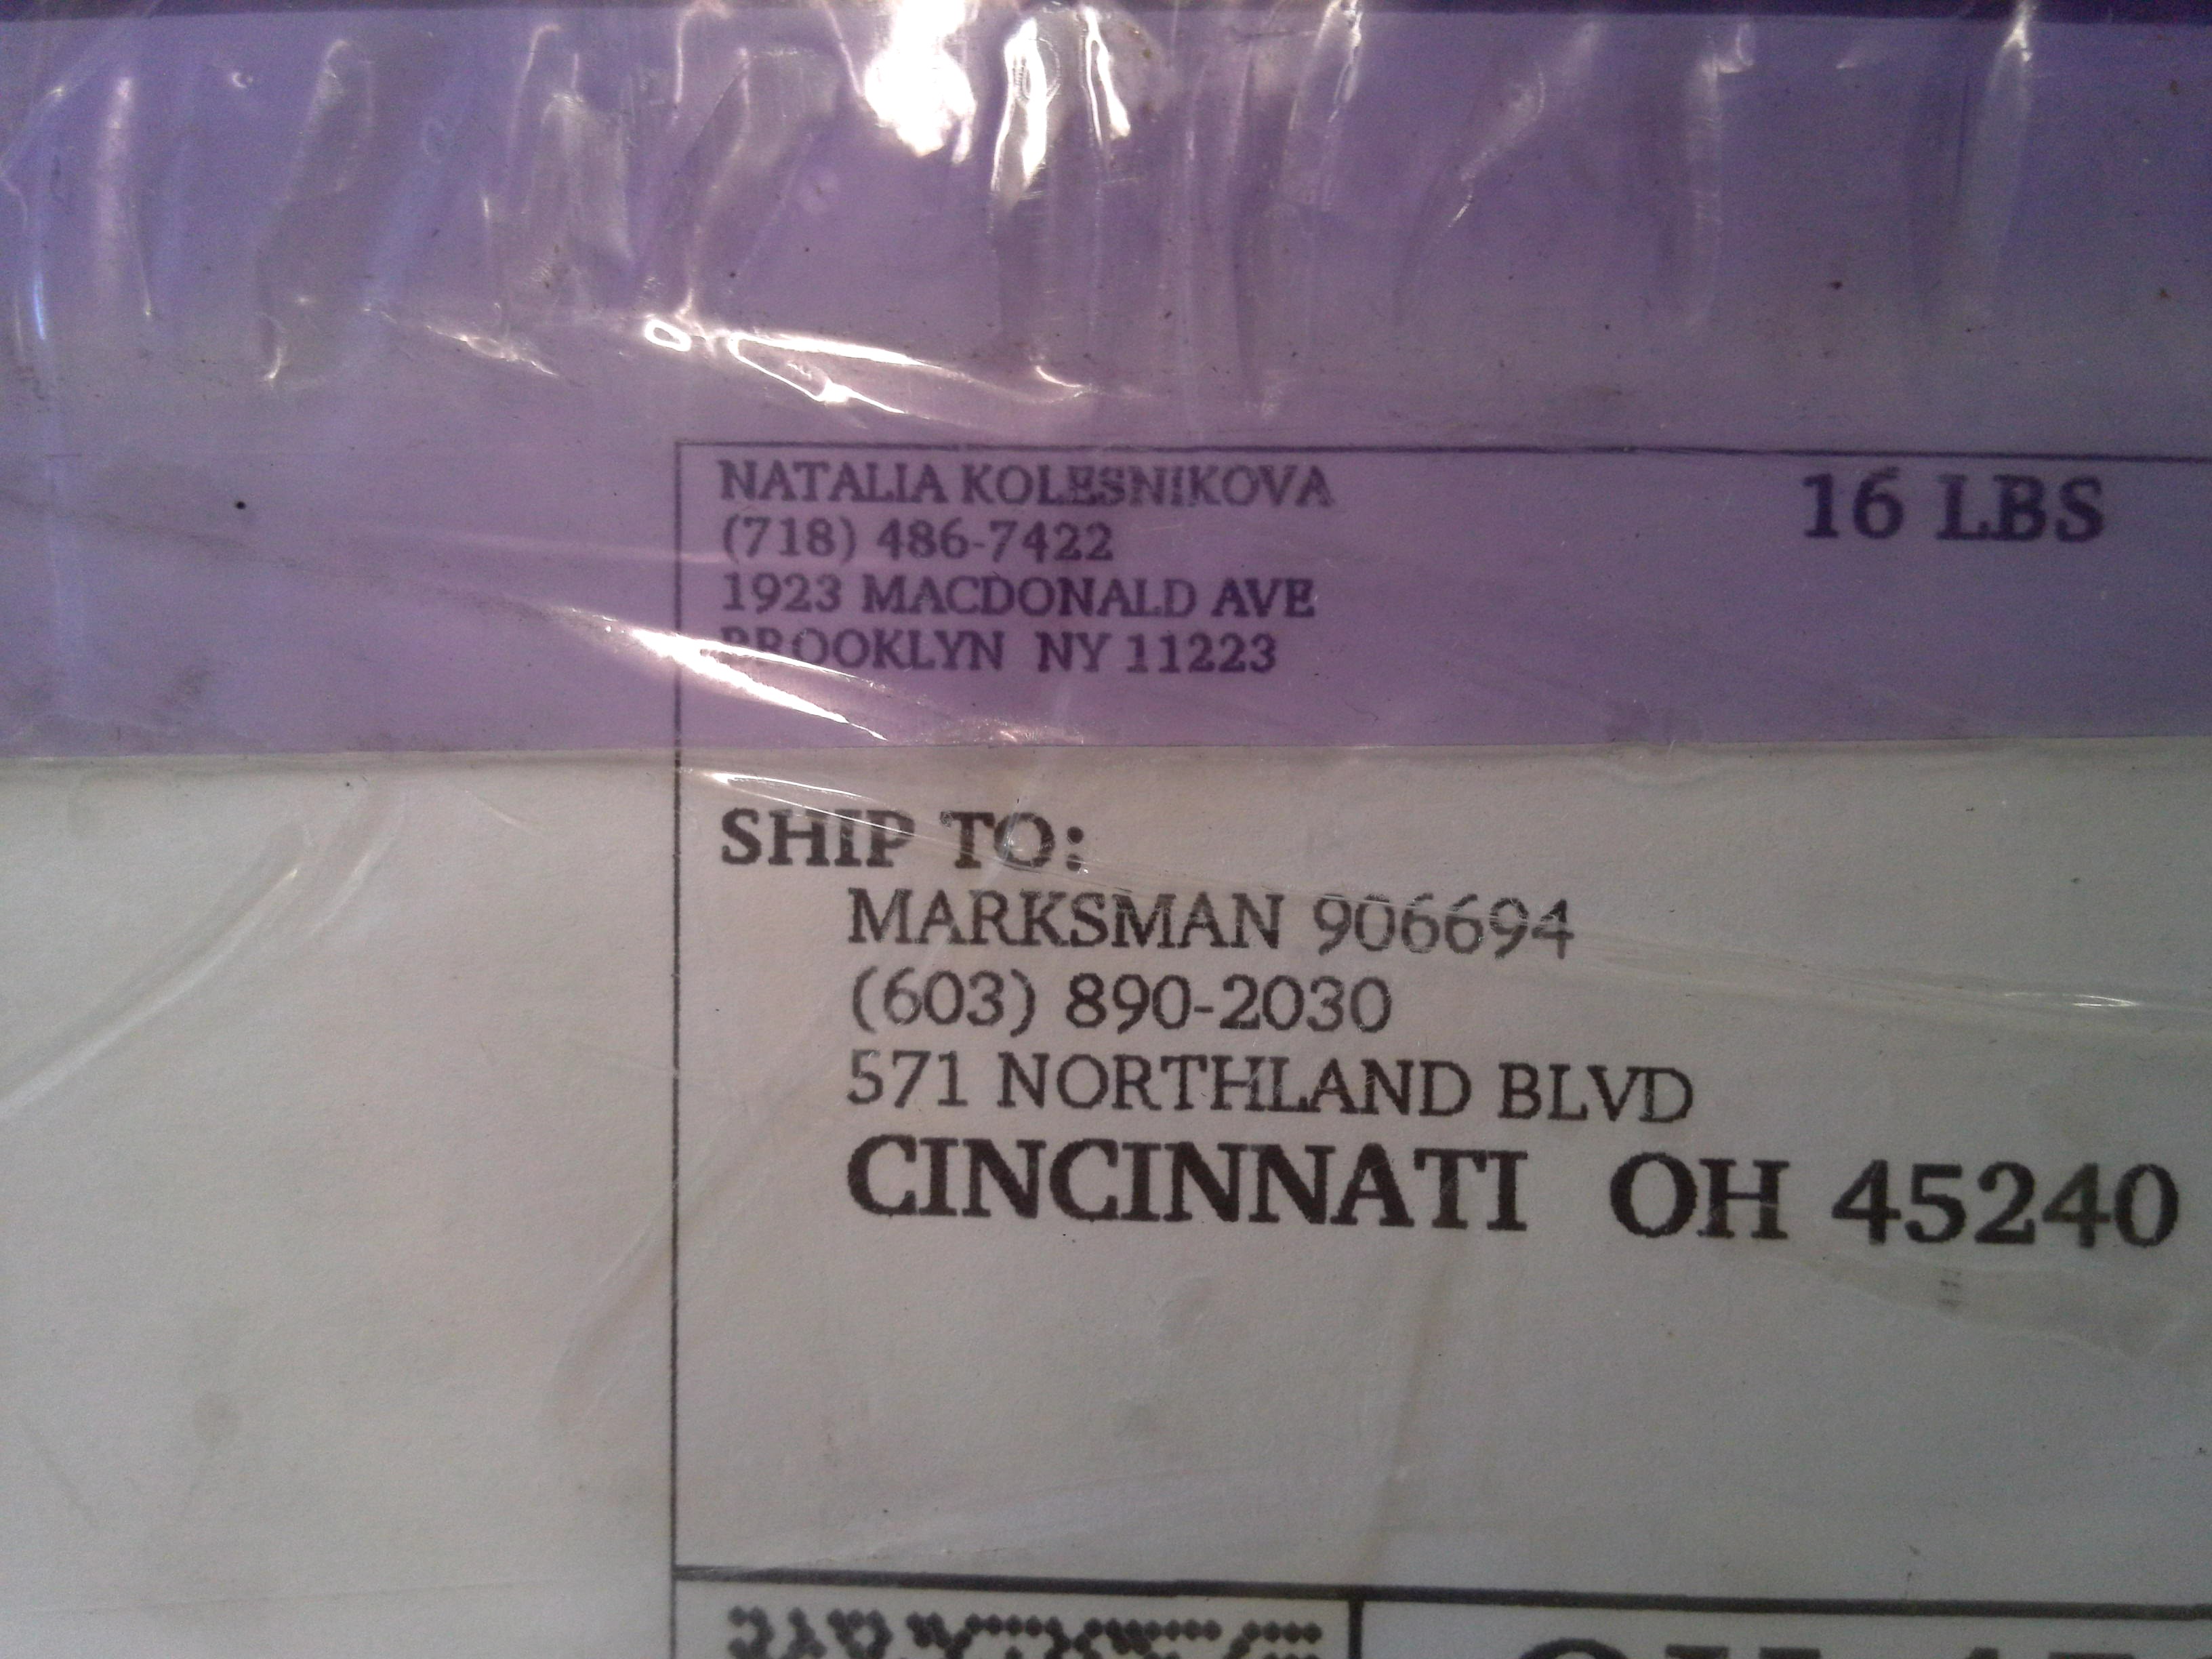 NATALIA KOLESNIKOVA
16 LBS
(718) 486-7422
1923 MACDONALD AVE
BROOKLYN NY 11223
SHIP TO:
MARKSMAN 906694
(603) 890-2030
571 NORTHLAND BLVD
CINCINNATI OH 45240